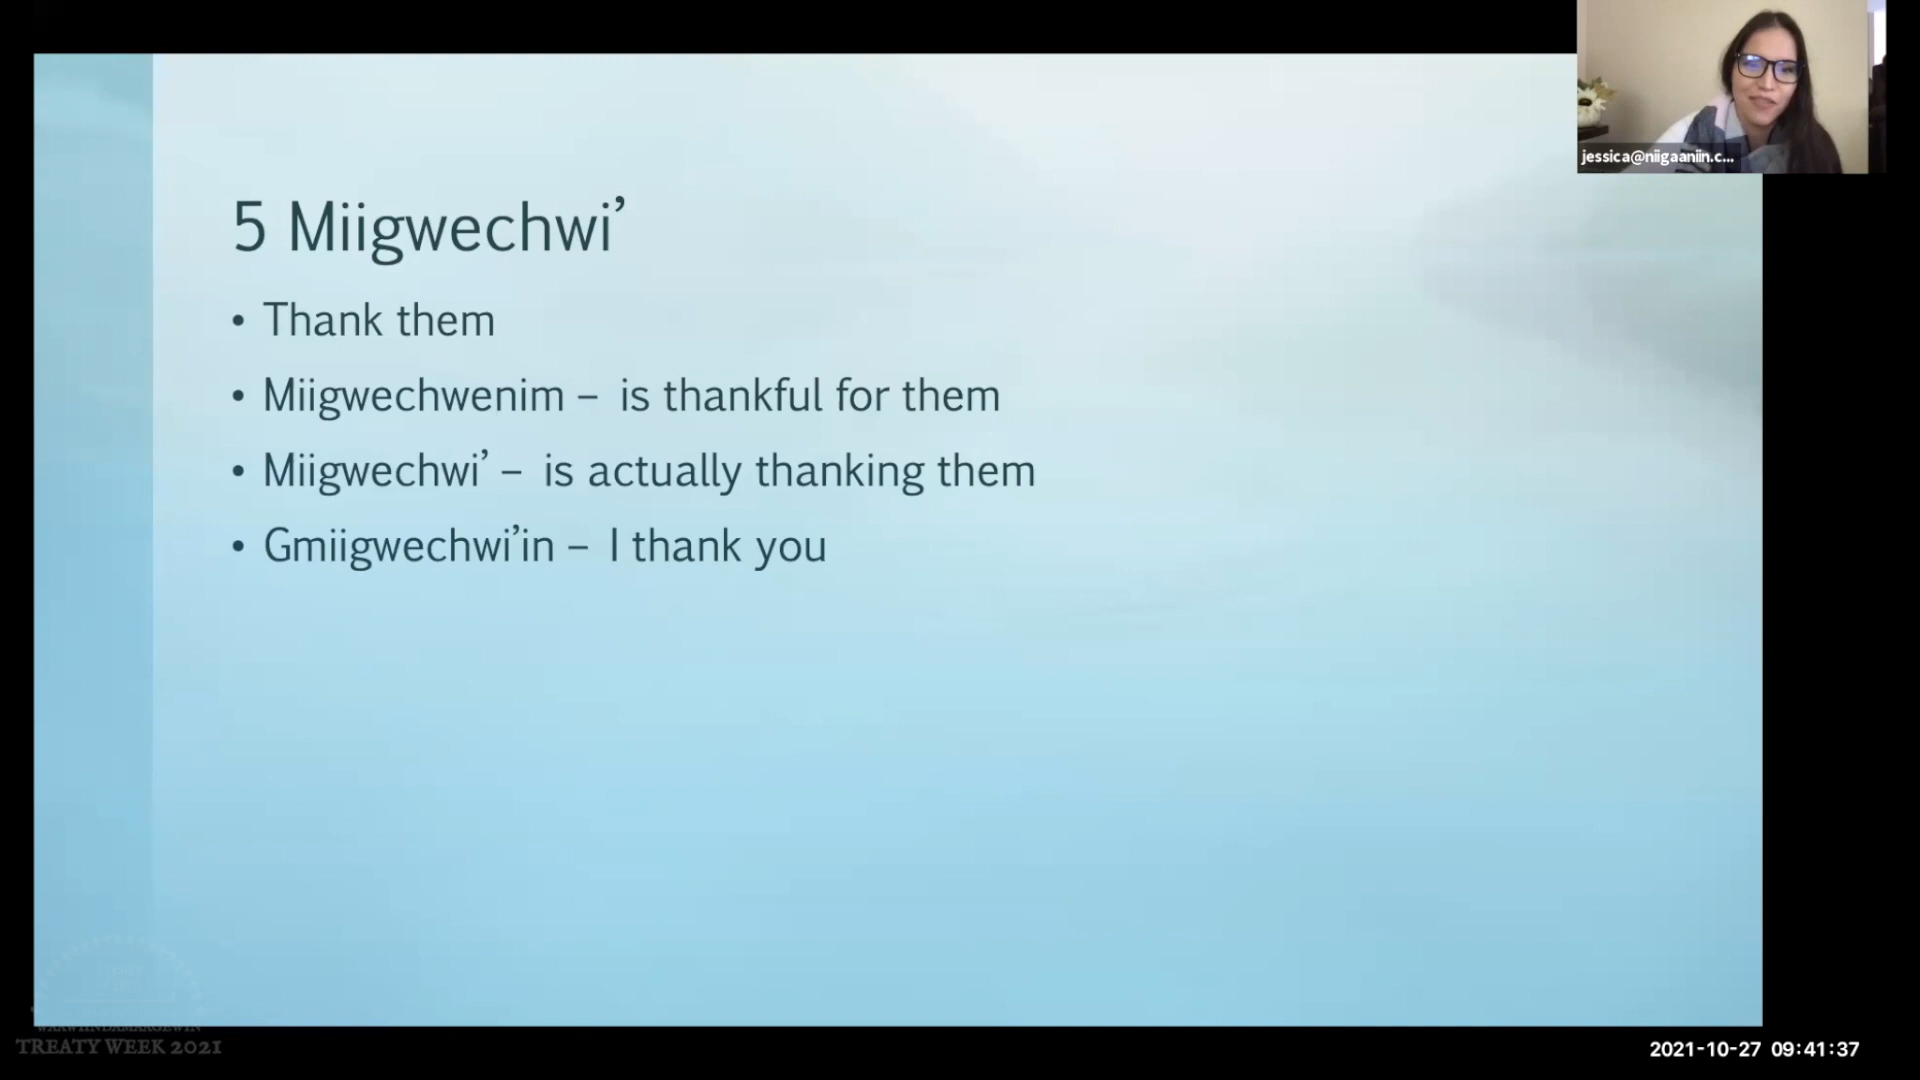 jessica@niigaaniin.c...
5 Miigwechwi’
• Thank them
• Miigwechwenim – is thankful for them
• Miigwechwi’ – is actually thanking them
• Gmiigwechwi’in – I thank you
TREATY WEEK 2021
2021-10-27 09:41:37